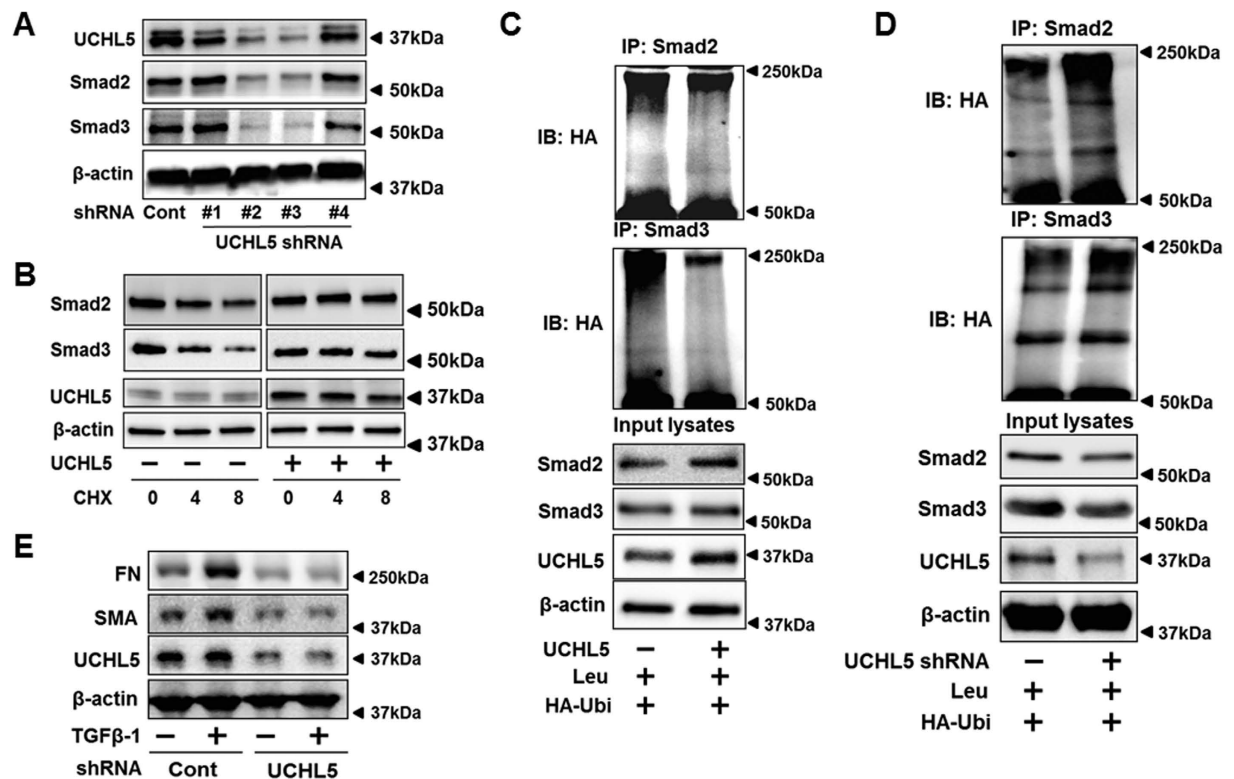 A
UCHL5 ◄ 37kDa
Smad2 ◄ 50kDa
Smad3 ◄ 50kDa
β-actin ◄ 37kDa
shRNA Cont #1 #2 #3 #4
UCHL5 shRNA
B
Smad2 ◄ 50kDa
Smad3 ◄ 50kDa
UCHL5 ◄ 37kDa
β-actin ◄ 37kDa
UCHL5 − − − + + +
CHX 0 4 8 0 4 8
E
FN ◄ 250kDa
SMA ◄ 37kDa
UCHL5 ◄ 37kDa
β-actin ◄ 37kDa
TGFβ-1 − + − +
shRNA Cont UCHL5
C
IP: Smad2
◄ 250kDa
IB: HA
◄ 50kDa
IP: Smad3
◄ 250kDa
IB: HA
◄ 50kDa
Input lysates
Smad2 ◄ 50kDa
Smad3 ◄ 50kDa
UCHL5 ◄ 37kDa
β-actin ◄ 37kDa
UCHL5 − +
Leu + +
HA-Ubi + +
D
IP: Smad2
◄ 250kDa
IB: HA
◄ 50kDa
IP: Smad3
◄ 250kDa
IB: HA
◄ 50kDa
Input lysates
Smad2 ◄ 50kDa
Smad3 ◄ 50kDa
UCHL5 ◄ 37kDa
β-actin ◄ 37kDa
UCHL5 shRNA − +
Leu + +
HA-Ubi + +